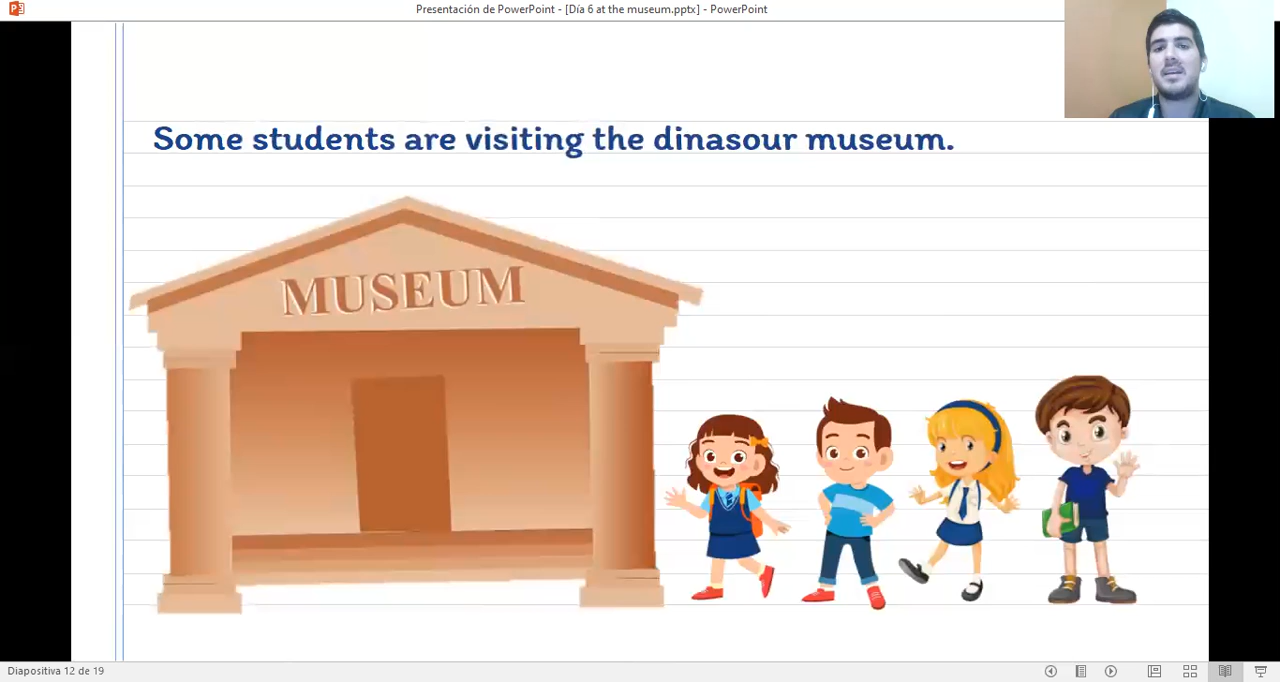 Presentación de PowerPoint - [Día 6 at the museum.pptx] - PowerPoint
Some students are visiting the dinasour museum.
MUSEUM
Diapositiva 12 de 19